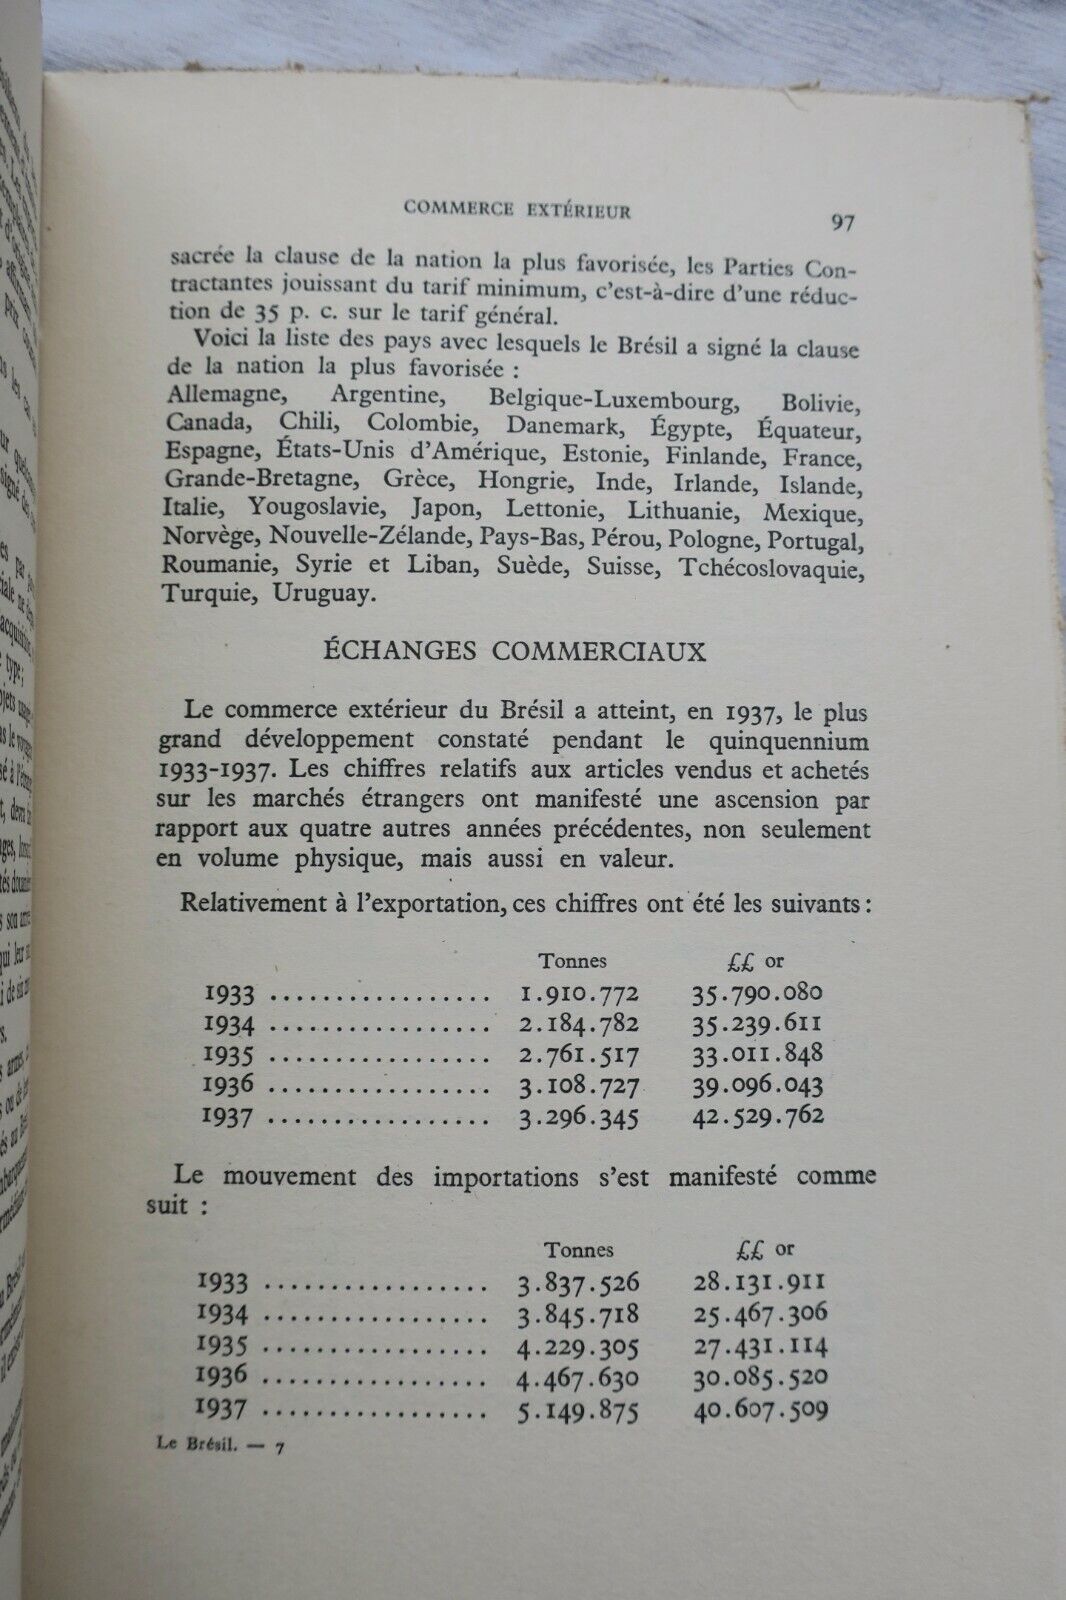 COMMERCE EXTÉRIEUR 97
sacrée la clause de la nation la plus favorisée, les Parties Con-
tractantes jouissant du tarif minimum, c'est-à-dire d'une réduc-
tion de 35 p. c. sur le tarif général.
Voici la liste des pays avec lesquels le Brésil a signé la clause
de la nation la plus favorisée :
Allemagne, Argentine, Belgique-Luxembourg, Bolivie,
Canada, Chili, Colombie, Danemark, Égypte, Équateur,
Espagne, États-Unis d'Amérique, Estonie, Finlande, France,
Grande-Bretagne, Grèce, Hongrie, Inde, Irlande, Islande,
Italie, Yougoslavie, Japon, Lettonie, Lithuanie, Mexique,
Norvège, Nouvelle-Zélande, Pays-Bas, Pérou, Pologne, Portugal,
Roumanie, Syrie et Liban, Suède, Suisse, Tchécoslovaquie,
Turquie, Uruguay.
ÉCHANGES COMMERCIAUX
Le commerce extérieur du Brésil a atteint, en 1937, le plus
grand développement constaté pendant le quinquennium
1933-1937. Les chiffres relatifs aux articles vendus et achetés
sur les marchés étrangers ont manifesté une ascension par
rapport aux quatre autres années précédentes, non seulement
en volume physique, mais aussi en valeur.
Relativement à l'exportation, ces chiffres ont été les suivants :
Tonnes ££ or
1933 ................. 1.910.772 35.790.080
1934 ................. 2.184.782 35.239.611
1935 ................. 2.761.517 33.011.848
1936 ................. 3.108.727 39.096.043
1937 ................. 3.296.345 42.529.762
Le mouvement des importations s'est manifesté comme
suit :
Tonnes ££ or
1933 ................. 3.837.526 28.131.911
1934 ................. 3.845.718 25.467.306
1935 ................. 4.229.305 27.431.114
1936 ................. 4.467.630 30.085.520
1937 ................. 5.149.875 40.607.509
Le Brésil. — 7